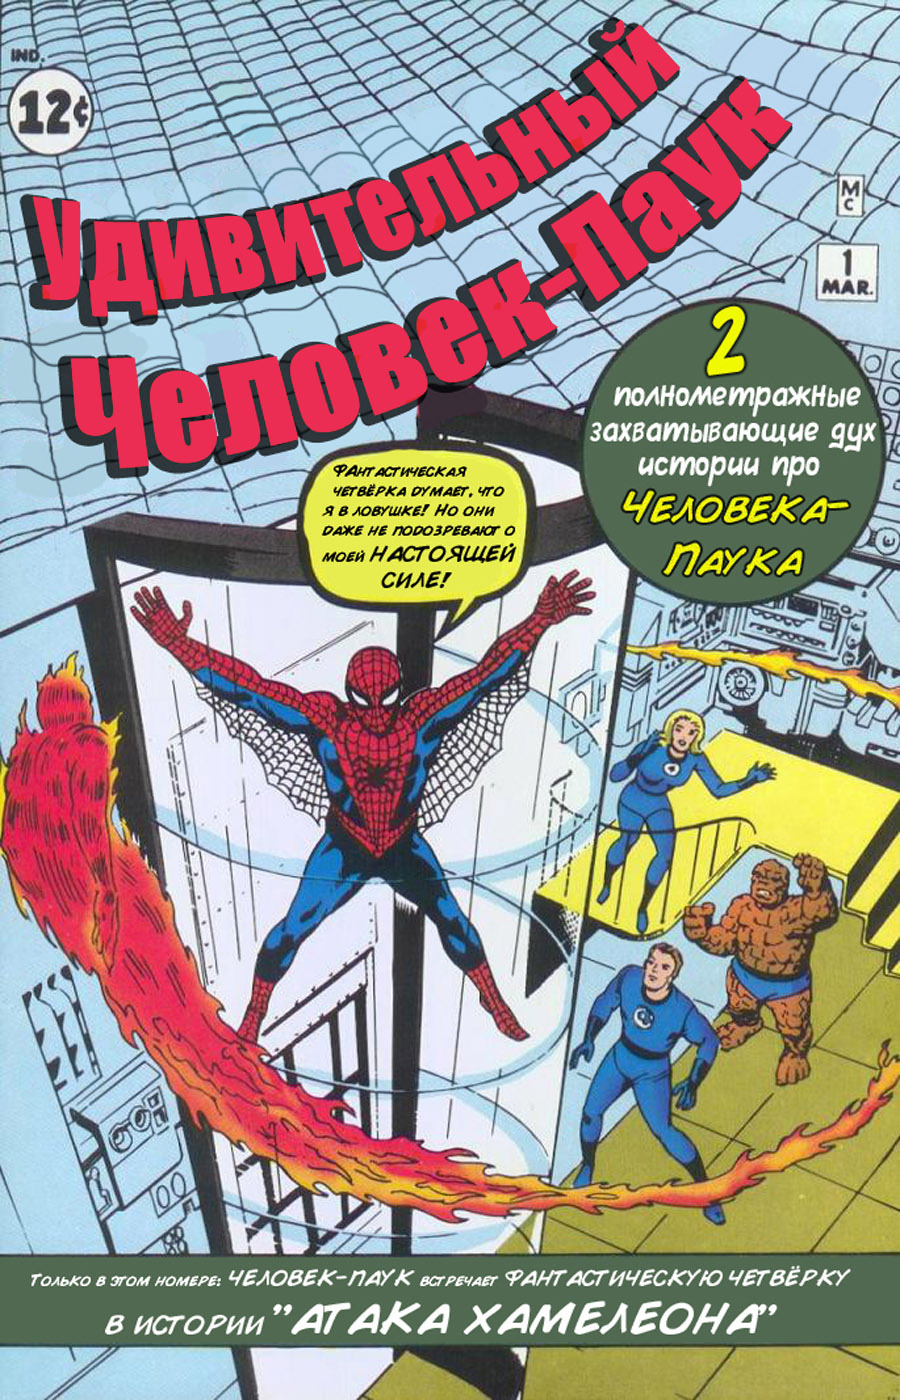 IND.
12¢
Удивительный
Человек-Паук
M
C
1
MAR.
2
полнометражные
захватывающие дух
истории про
Человека-
Паука
Фантастическая
четвёрка думает, что
я в ловушке! Но они
даже не подозревают о
моей НАСТОЯЩЕЙ
СИЛЕ!
4
Только в этом номере: ЧЕЛОВЕК-ПАУК встречает ФАНТАСТИЧЕСКУЮ ЧЕТВЁРКУ
в истории "АТАКА ХАМЕЛЕОНА"